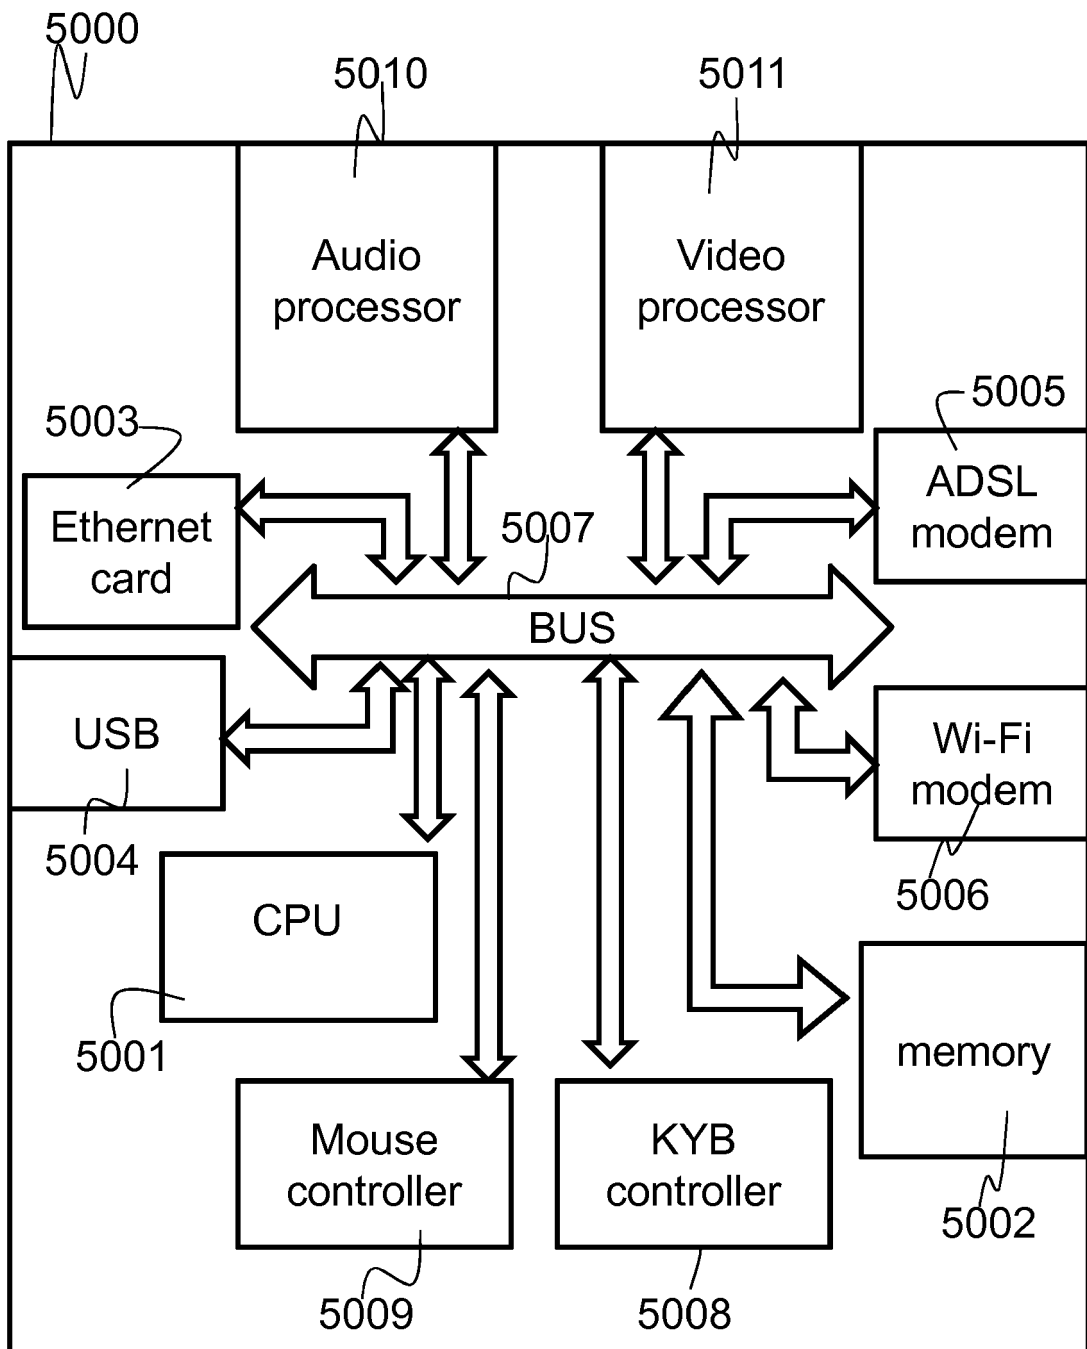 5000
5010
5011
Audio
processor
Video
processor
5005
5003
ADSL
modem
Ethernet
card
5007
BUS
USB
Wi-Fi
modem
5004
5006
CPU
5001
memory
Mouse
controller
KYB
controller
5002
5009
5008